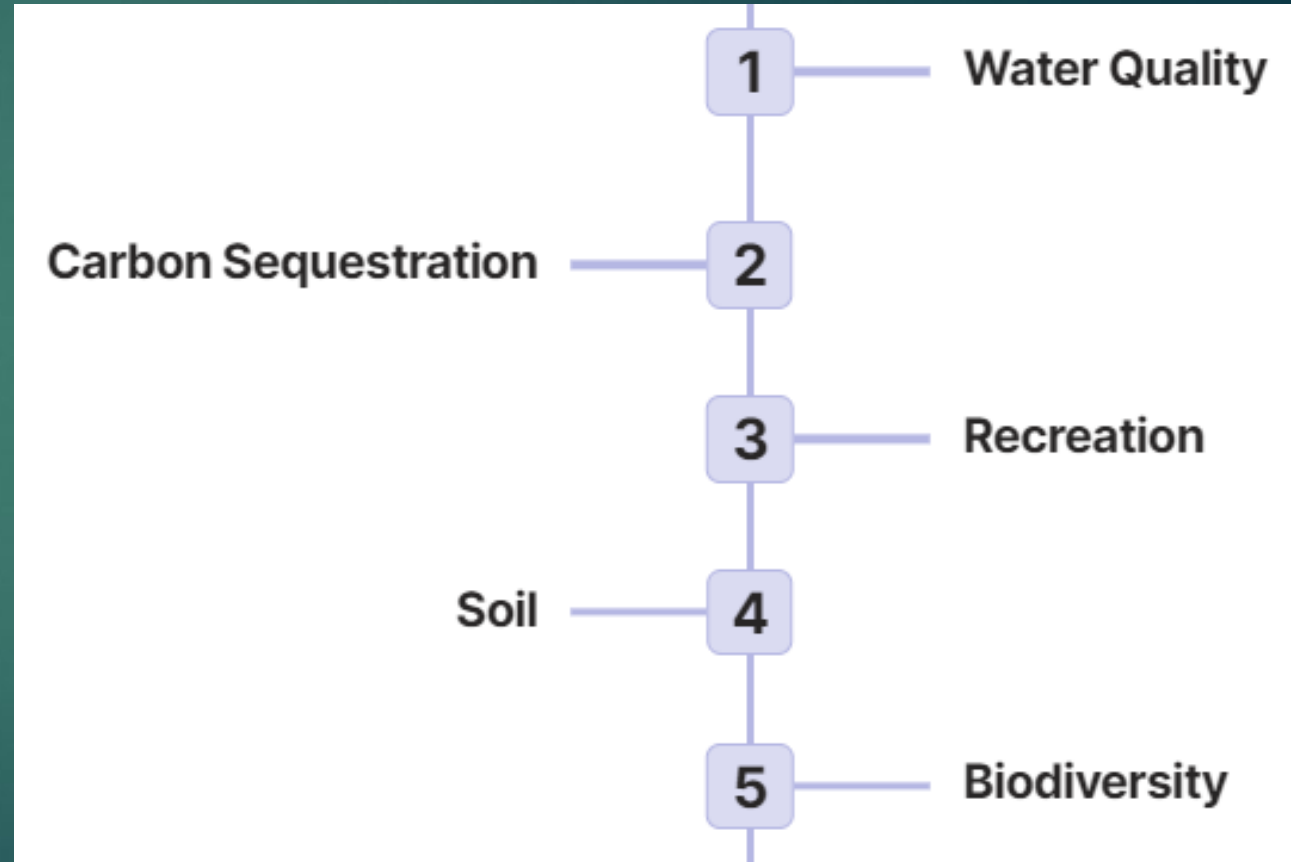 1 Water Quality
Carbon Sequestration 2
3 Recreation
Soil 4
5 Biodiversity